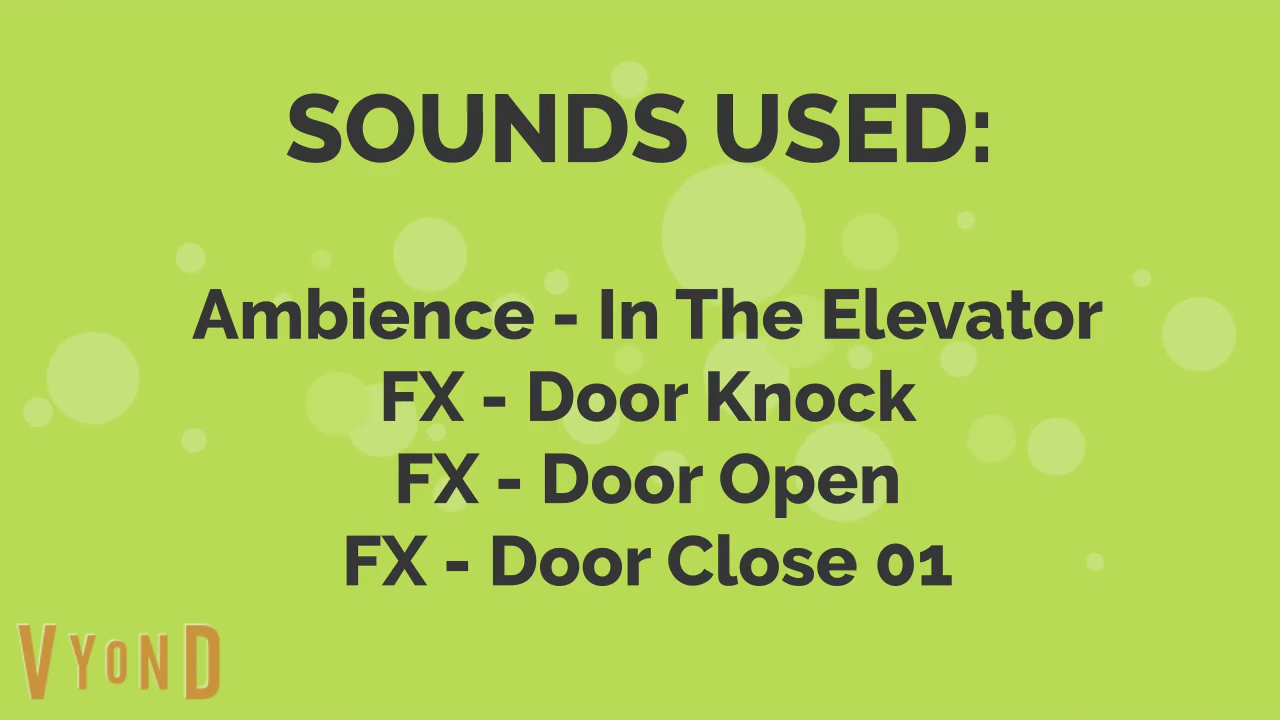 SOUNDS USED:
Ambience - In The Elevator
FX - Door Knock
FX - Door Open
FX - Door Close 01
VYOND